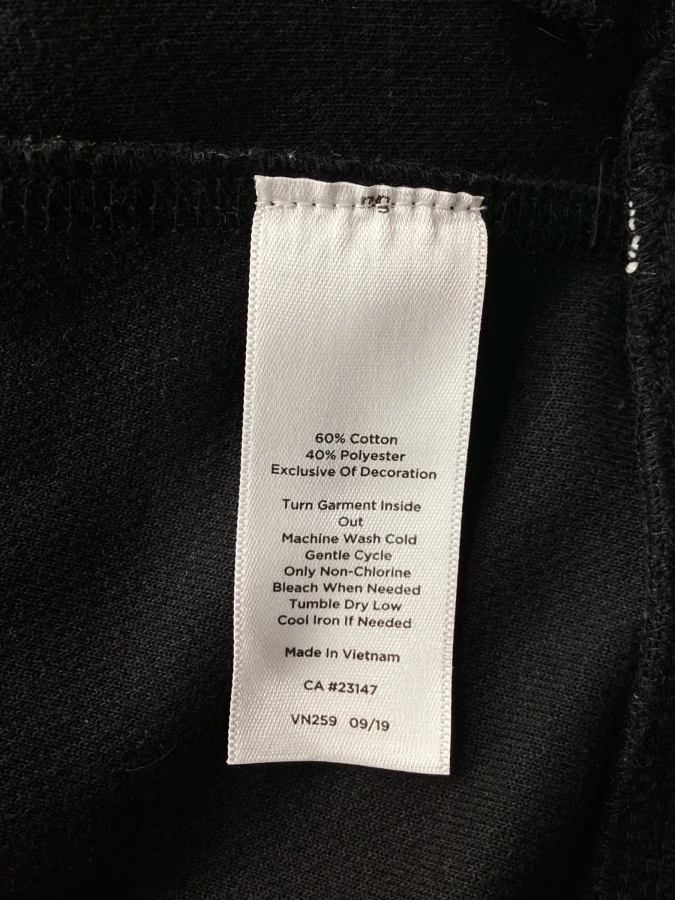 60% Cotton
40% Polyester
Exclusive Of Decoration
Turn Garment Inside
Out
Machine Wash Cold
Gentle Cycle
Only Non-Chlorine
Bleach When Needed
Tumble Dry Low
Cool Iron If Needed
Made In Vietnam
CA #23147
VN259 09/19